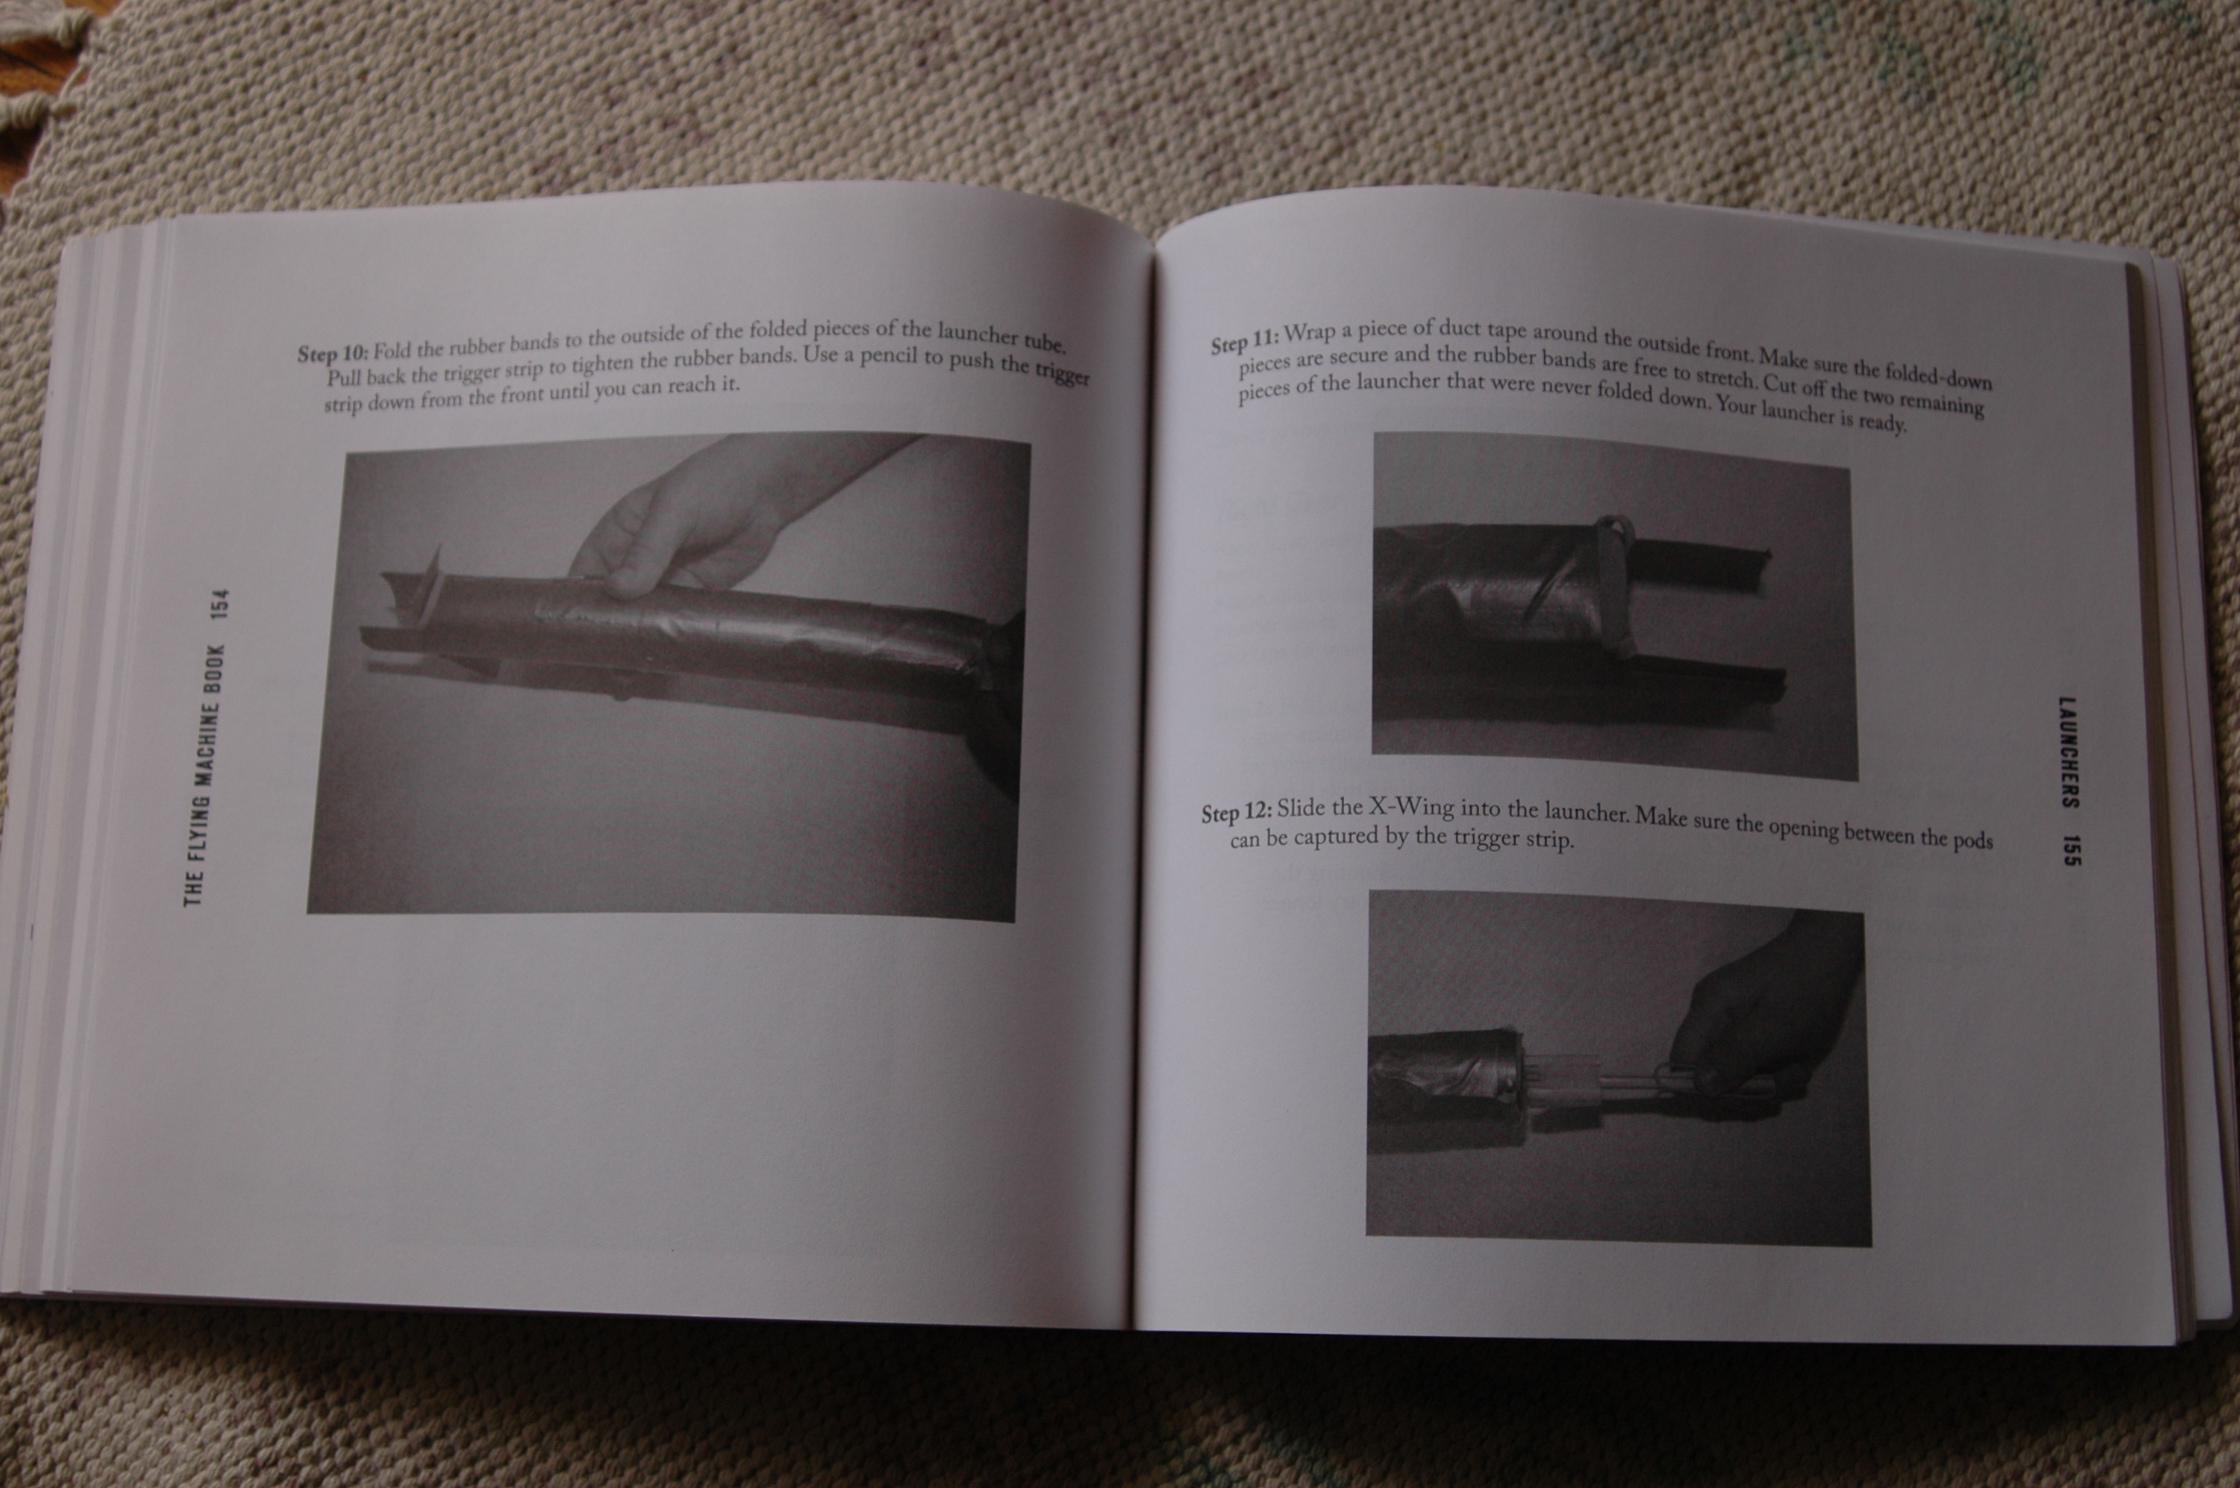 Step 10: Fold the rubber bands to the outside of the folded pieces of the launcher tube.
Pull back the trigger strip to tighten the rubber bands. Use a pencil to push the trigger
strip down from the front until you can reach it.
THE FLYING MACHINE BOOK 154
Step 11: Wrap a piece of duct tape around the outside front. Make sure the folded-down
pieces are secure and the rubber bands are free to stretch. Cut off the two remaining
pieces of the launcher that were never folded down. Your launcher is ready.
Step 12: Slide the X-Wing into the launcher. Make sure the opening between the pods
can be captured by the trigger strip.
LAUNCHERS 155